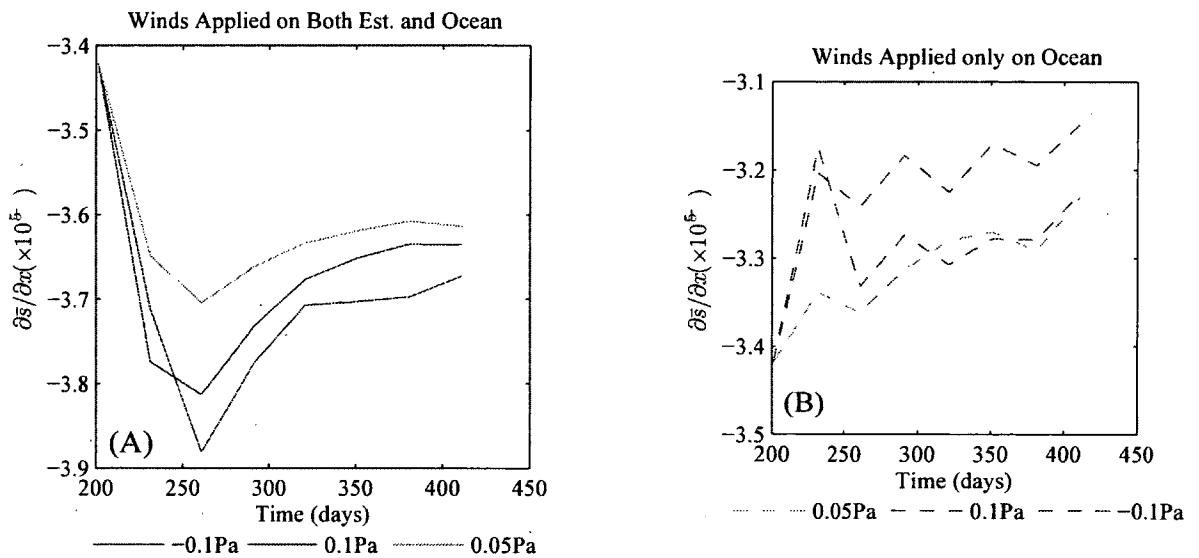 Winds Applied on Both Est. and Ocean
−3.4
−3.5
−3.6
−3.7
−3.8
−3.9
∂s̄/∂x(×10⁵⁻)
(A)
200 250 300 350 400 450
Time (days)
−0.1Pa 0.1Pa 0.05Pa
Winds Applied only on Ocean
−3.1
−3.2
−3.3
−3.4
−3.5
∂s̄/∂x(×10⁵⁻)
(B)
200 250 300 350 400 450
Time (days)
0.05Pa 0.1Pa −0.1Pa